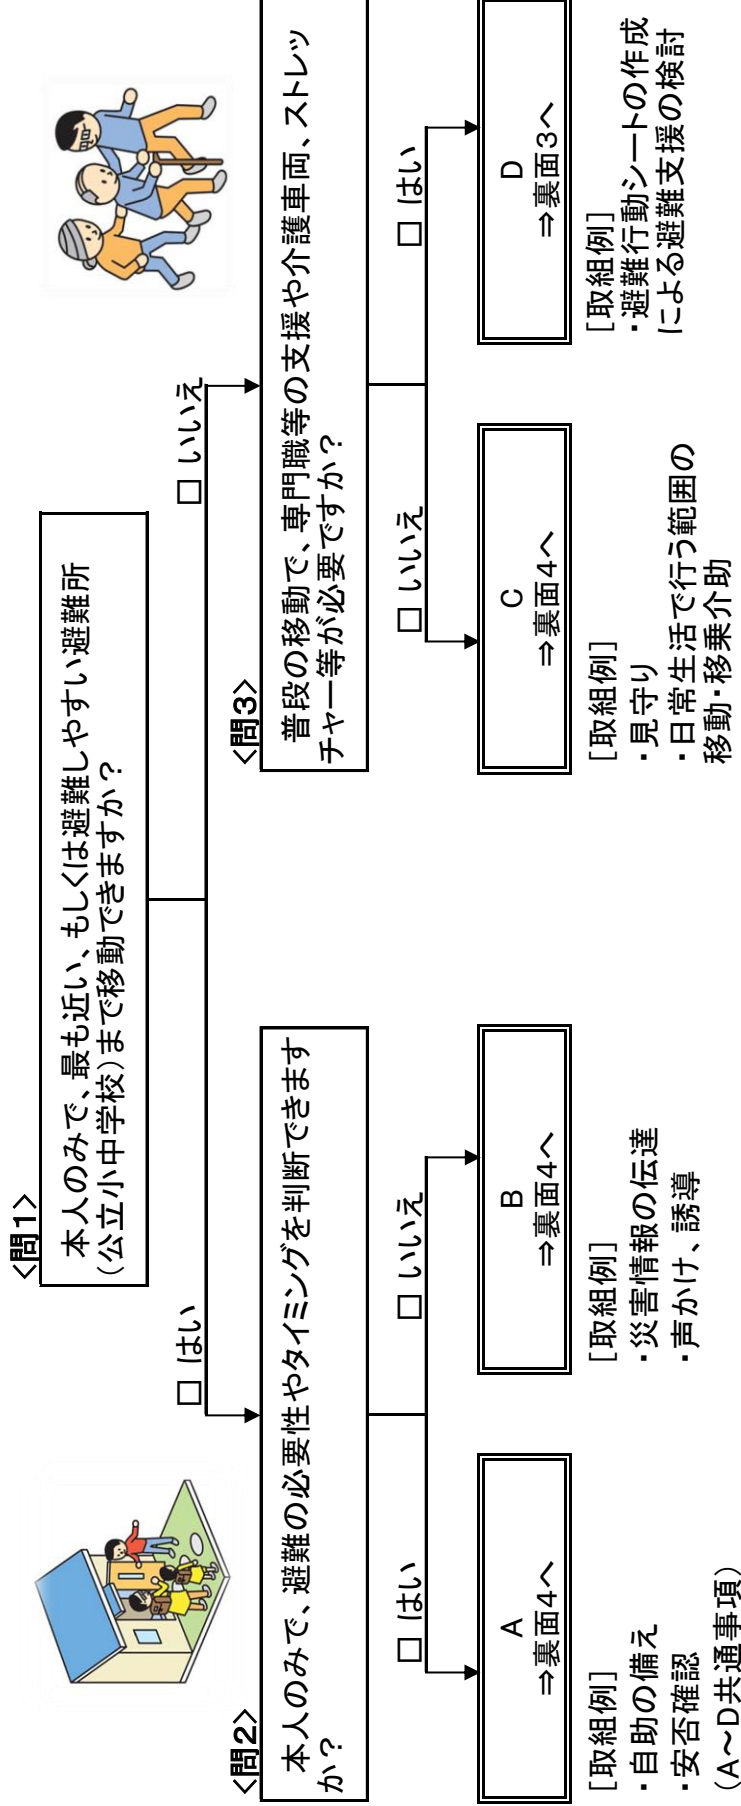 <問1>
本人のみで、最も近い、もしくは避難しやすい避難所
(公立小中学校)まで移動できますか？
□ はい
□ いいえ
<問2>
本人のみで、避難の必要性やタイミングを判断できます
か？
<問3>
普段の移動で、専門職等の支援や介護車両、ストレッ
チャー等が必要ですか？
□ はい
□ いいえ
□ いいえ
□ はい
A
⇒裏面4へ
B
⇒裏面4へ
C
⇒裏面4へ
D
⇒裏面3へ
[取組例]
・自助の備え
・安否確認
(A～D共通事項)
[取組例]
・災害情報の伝達
・声かけ、誘導
[取組例]
・見守り
・日常生活で行う範囲の
移動・移乗介助
[取組例]
・避難行動シートの作成
による避難支援の検討